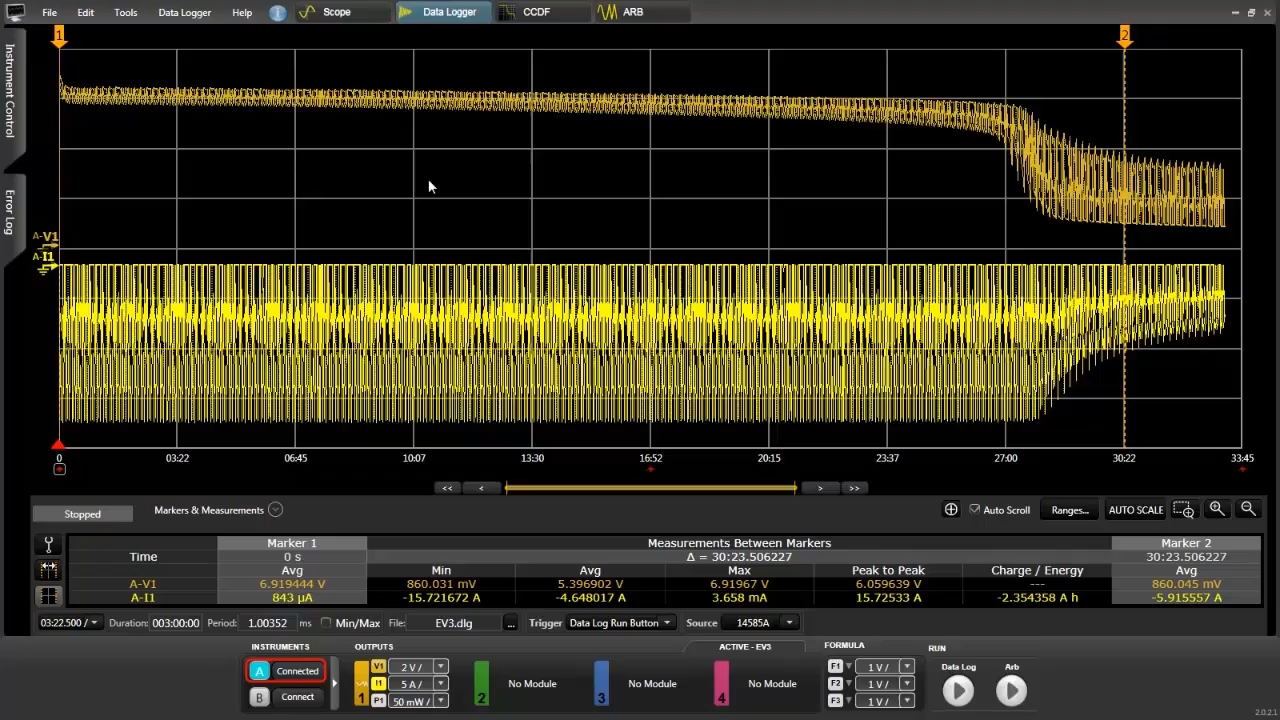 File Edit Tools Data Logger Help Scope Data Logger CCDF ARB
1 2
Instrument Control
Error Log
A-V1
A-I1
0 03:22 06:45 10:07 13:30 16:52 20:15 23:37 27:00 30:22 33:45
<< < > >>
Stopped Markers & Measurements Auto Scroll Ranges... AUTO SCALE
Marker 1 Measurements Between Markers Marker 2
Time 0 s Δ = 30:23.506227 30:23.506227
Avg Min Avg Max Peak to Peak Charge / Energy Avg
A-V1 6.919444 V 860.031 mV 5.396902 V 6.91967 V 6.059639 V --- 860.045 mV
A-I1 843 µA -15.721672 A -4.648017 A 3.658 mA 15.72533 A -2.354358 A h -5.915557 A
03:22.500 / Duration: 003:00:00 Period: 1.00352 ms Min/Max File: EV3.dlg ... Trigger Data Log Run Button Source 14585A
INSTRUMENTS OUTPUTS ACTIVE - EV3 FORMULA RUN
A Connected
B Connect
1 V1 2 V /
I1 5 A /
P1 50 mW /
2 No Module
3 No Module
4 No Module
F1 1 V /
F2 1 V /
F3 1 V /
Data Log Arb
2.0.2.1